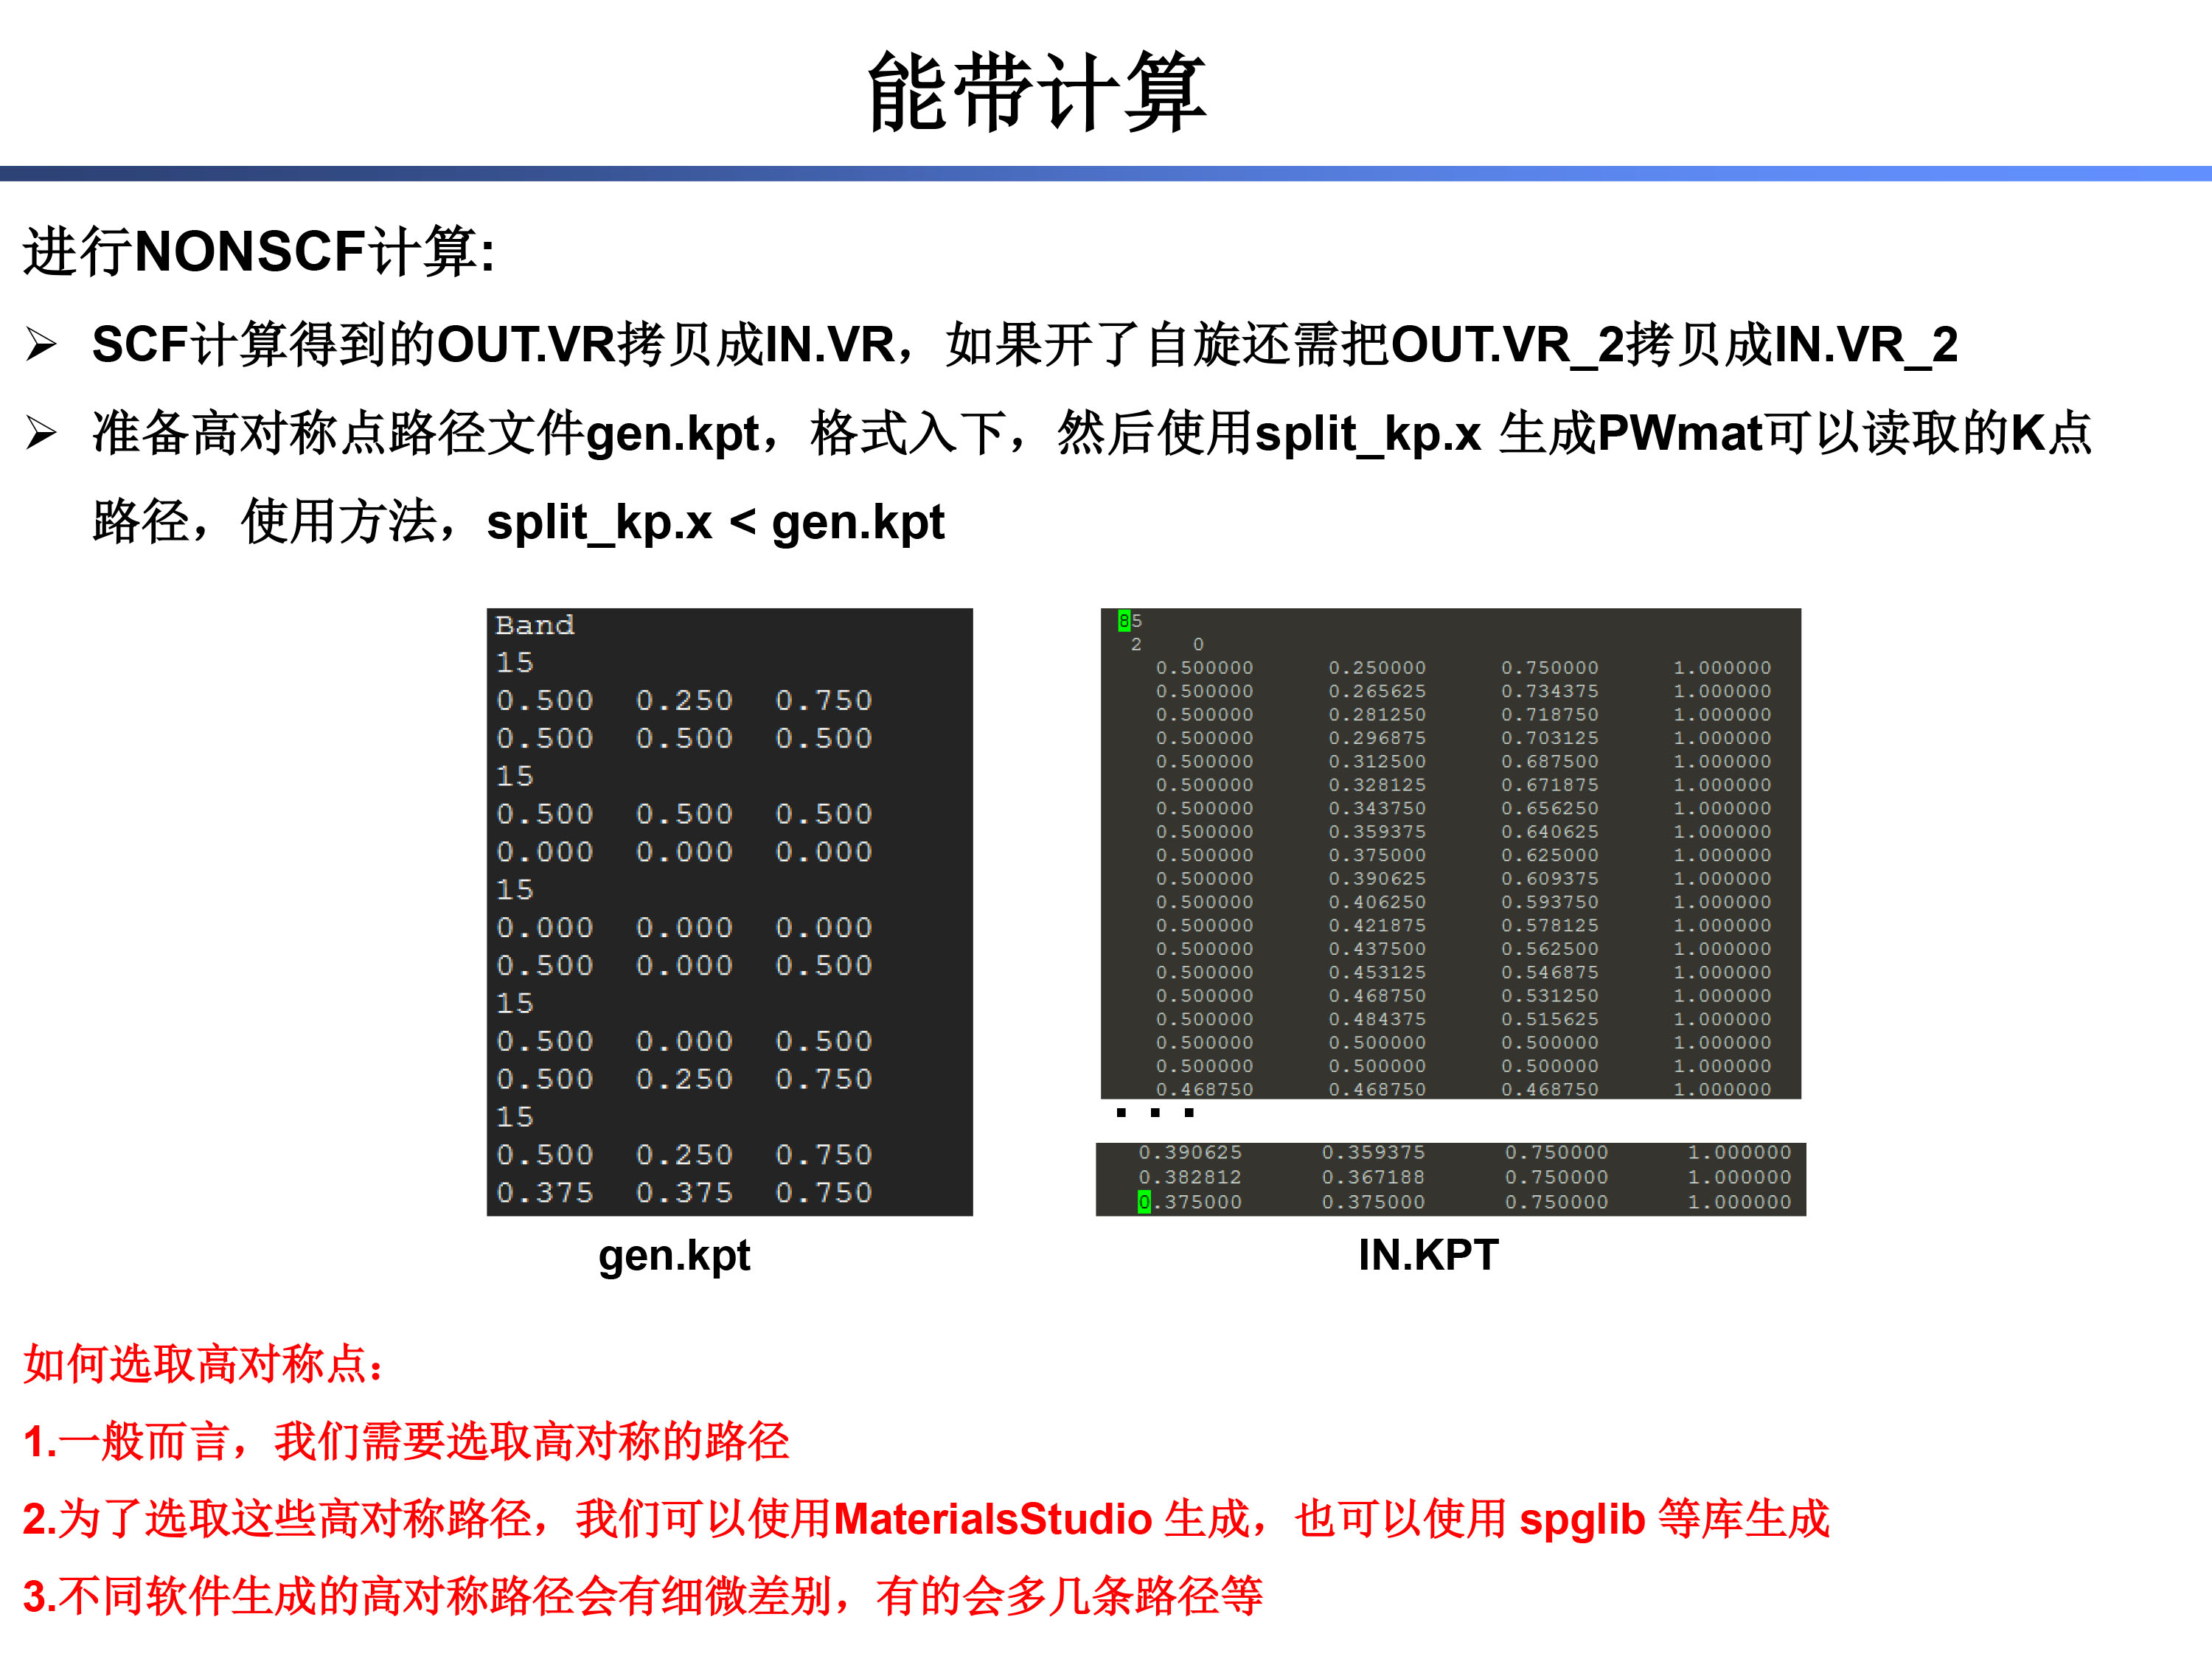 能带计算
进行NONSCF计算:
➢ SCF计算得到的OUT.VR拷贝成IN.VR，如果开了自旋还需把OUT.VR_2拷贝成IN.VR_2
➢ 准备高对称点路径文件gen.kpt，格式入下，然后使用split_kp.x 生成PWmat可以读取的K点
路径，使用方法，split_kp.x < gen.kpt
Band
15
0.500 0.250 0.750
0.500 0.500 0.500
15
0.500 0.500 0.500
0.000 0.000 0.000
15
0.000 0.000 0.000
0.500 0.000 0.500
15
0.500 0.000 0.500
0.500 0.250 0.750
15
0.500 0.250 0.750
0.375 0.375 0.750
gen.kpt
85
2 0
0.500000 0.250000 0.750000 1.000000
0.500000 0.265625 0.734375 1.000000
0.500000 0.281250 0.718750 1.000000
0.500000 0.296875 0.703125 1.000000
0.500000 0.312500 0.687500 1.000000
0.500000 0.328125 0.671875 1.000000
0.500000 0.343750 0.656250 1.000000
0.500000 0.359375 0.640625 1.000000
0.500000 0.375000 0.625000 1.000000
0.500000 0.390625 0.609375 1.000000
0.500000 0.406250 0.593750 1.000000
0.500000 0.421875 0.578125 1.000000
0.500000 0.437500 0.562500 1.000000
0.500000 0.453125 0.546875 1.000000
0.500000 0.468750 0.531250 1.000000
0.500000 0.484375 0.515625 1.000000
0.500000 0.500000 0.500000 1.000000
0.500000 0.500000 0.500000 1.000000
0.468750 0.468750 0.468750 1.000000
...
0.390625 0.359375 0.750000 1.000000
0.382812 0.367188 0.750000 1.000000
0.375000 0.375000 0.750000 1.000000
IN.KPT
如何选取高对称点：
1.一般而言，我们需要选取高对称的路径
2.为了选取这些高对称路径，我们可以使用MaterialsStudio 生成，也可以使用 spglib 等库生成
3.不同软件生成的高对称路径会有细微差别，有的会多几条路径等